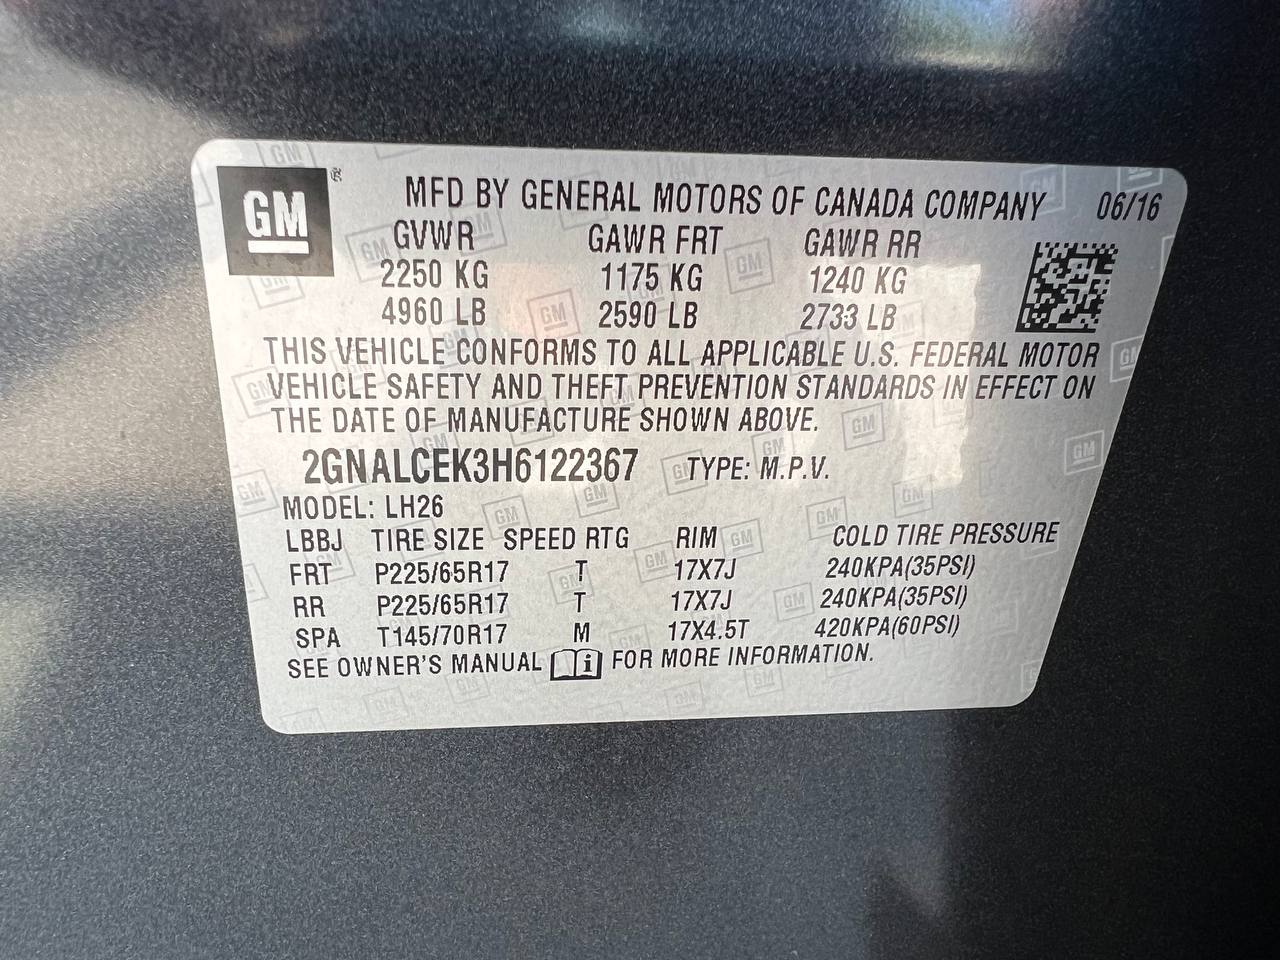 GM ®
MFD BY GENERAL MOTORS OF CANADA COMPANY 06/16
GVWR GAWR FRT GAWR RR
2250 KG 1175 KG 1240 KG
4960 LB 2590 LB 2733 LB
THIS VEHICLE CONFORMS TO ALL APPLICABLE U.S. FEDERAL MOTOR
VEHICLE SAFETY AND THEFT PREVENTION STANDARDS IN EFFECT ON
THE DATE OF MANUFACTURE SHOWN ABOVE.
2GNALCEK3H6122367 TYPE: M.P.V.
MODEL: LH26
LBBJ TIRE SIZE SPEED RTG RIM COLD TIRE PRESSURE
FRT P225/65R17 T 17X7J 240KPA(35PSI)
RR P225/65R17 T 17X7J 240KPA(35PSI)
SPA T145/70R17 M 17X4.5T 420KPA(60PSI)
SEE OWNER'S MANUAL i FOR MORE INFORMATION.